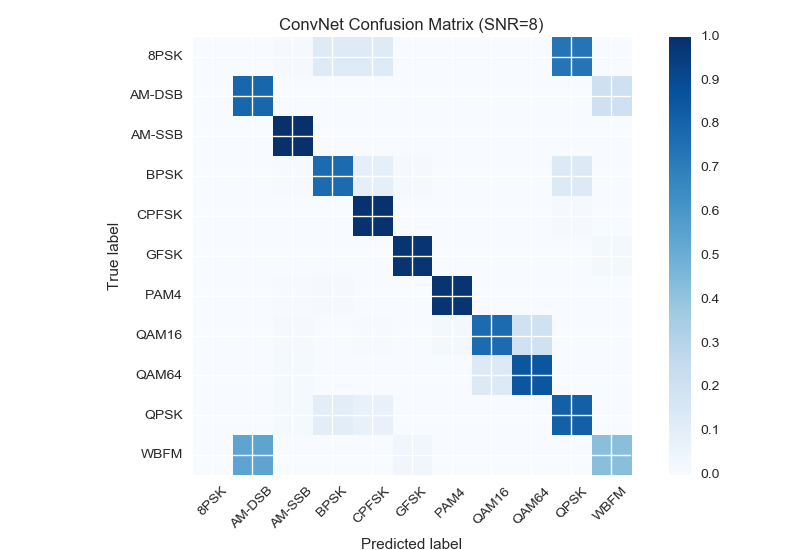 ConvNet Confusion Matrix (SNR=8)
True label
8PSK
AM-DSB
AM-SSB
BPSK
CPFSK
GFSK
PAM4
QAM16
QAM64
QPSK
WBFM
8PSK
AM-DSB
AM-SSB
BPSK
CPFSK
GFSK
PAM4
QAM16
QAM64
QPSK
WBFM
Predicted label
1.0
0.9
0.8
0.7
0.6
0.5
0.4
0.3
0.2
0.1
0.0